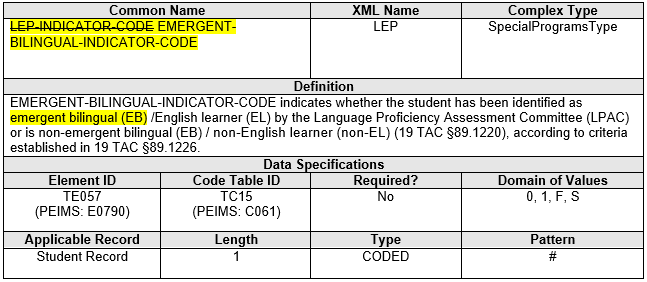 Common Name XML Name Complex Type
LEP-INDICATOR-CODE EMERGENT- LEP SpecialProgramsType
BILINGUAL-INDICATOR-CODE
Definition
EMERGENT-BILINGUAL-INDICATOR-CODE indicates whether the student has been identified as
emergent bilingual (EB) /English learner (EL) by the Language Proficiency Assessment Committee (LPAC)
or is non-emergent bilingual (EB) / non-English learner (non-EL) (19 TAC §89.1220), according to criteria
established in 19 TAC §89.1226.
Data Specifications
Element ID Code Table ID Required? Domain of Values
TE057 TC15 No 0, 1, F, S
(PEIMS: E0790) (PEIMS: C061)
Applicable Record Length Type Pattern
Student Record 1 CODED #